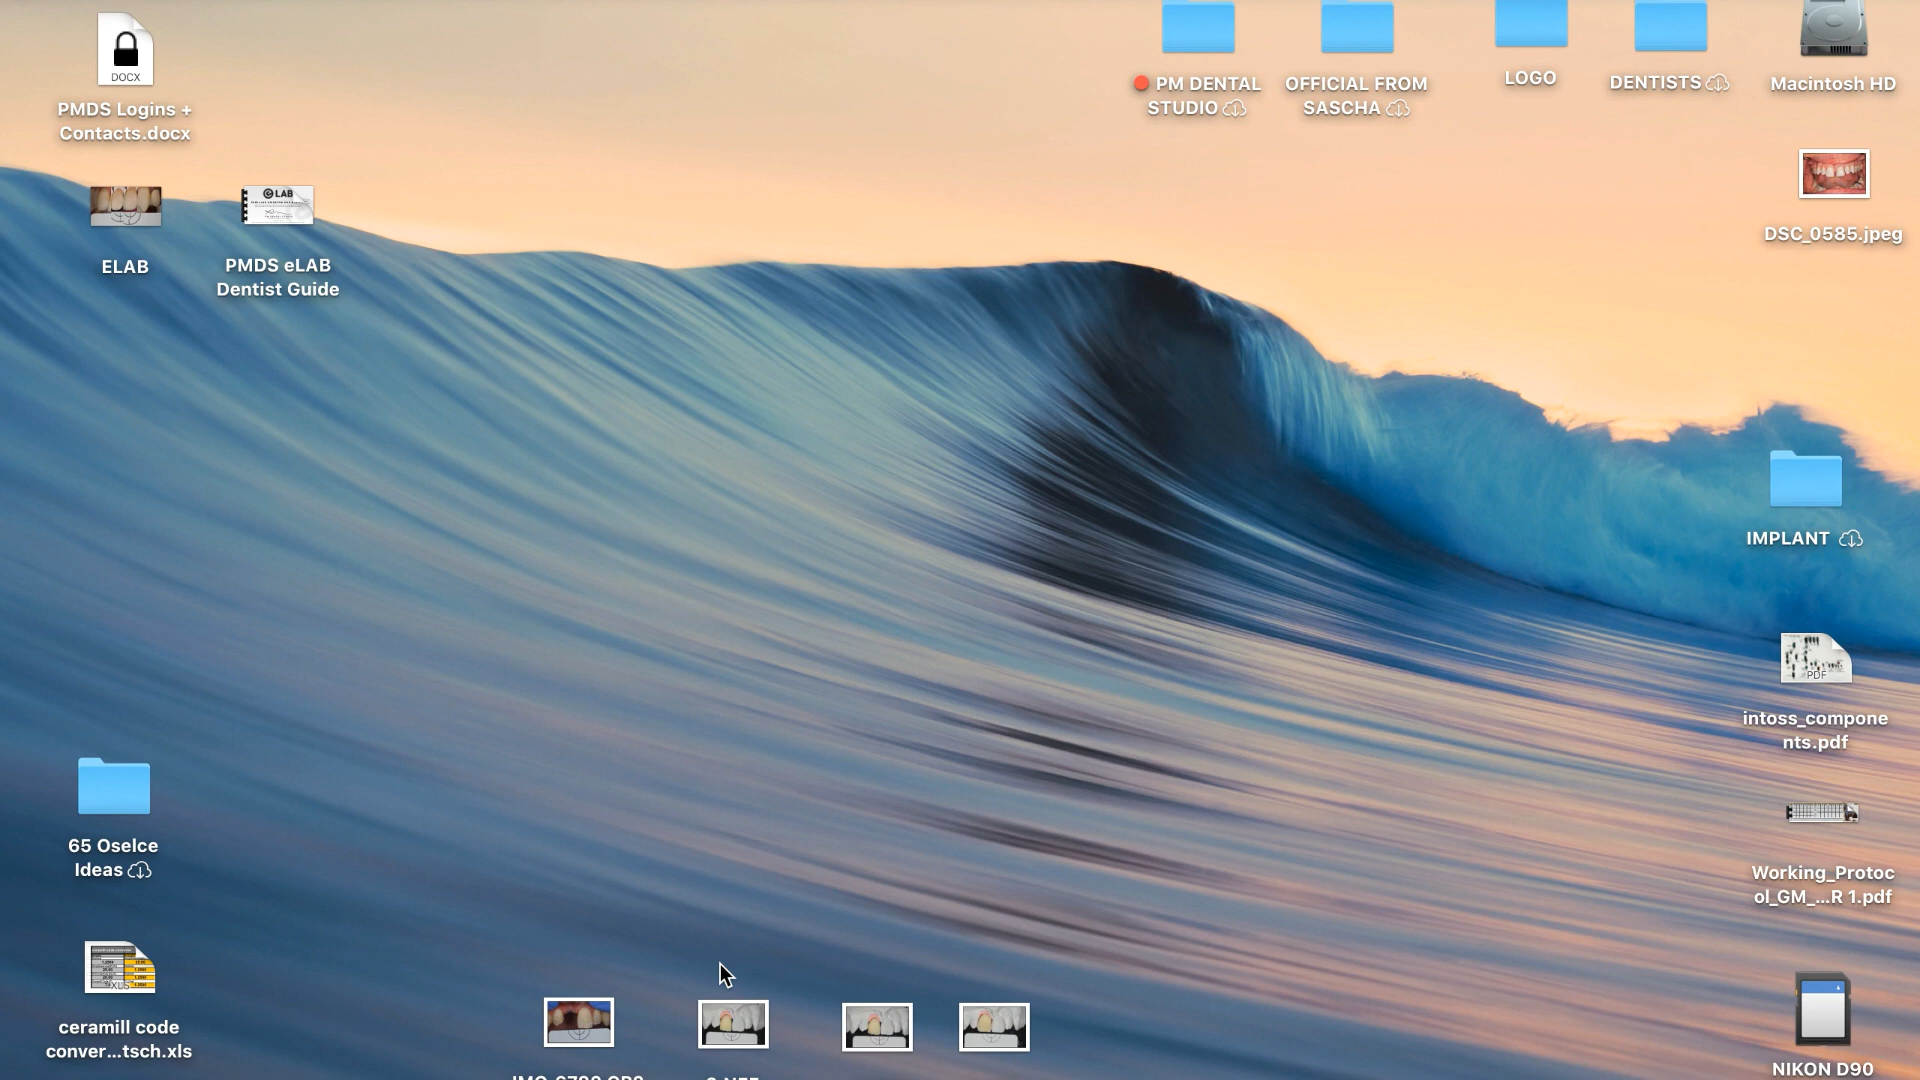 DOCX
PMDS Logins +
Contacts.docx
PM DENTAL
STUDIO
OFFICIAL FROM
SASCHA
LOGO
DENTISTS
Macintosh HD
DSC_0585.jpeg
ELAB
LAB
PMDS eLAB
Dentist Guide
IMPLANT
PDF
intoss_compone
nts.pdf
65 Oselce
Ideas
Working_Protoc
ol_GM_...R 1.pdf
XLS
ceramill code
conver...tsch.xls
NIKON D90